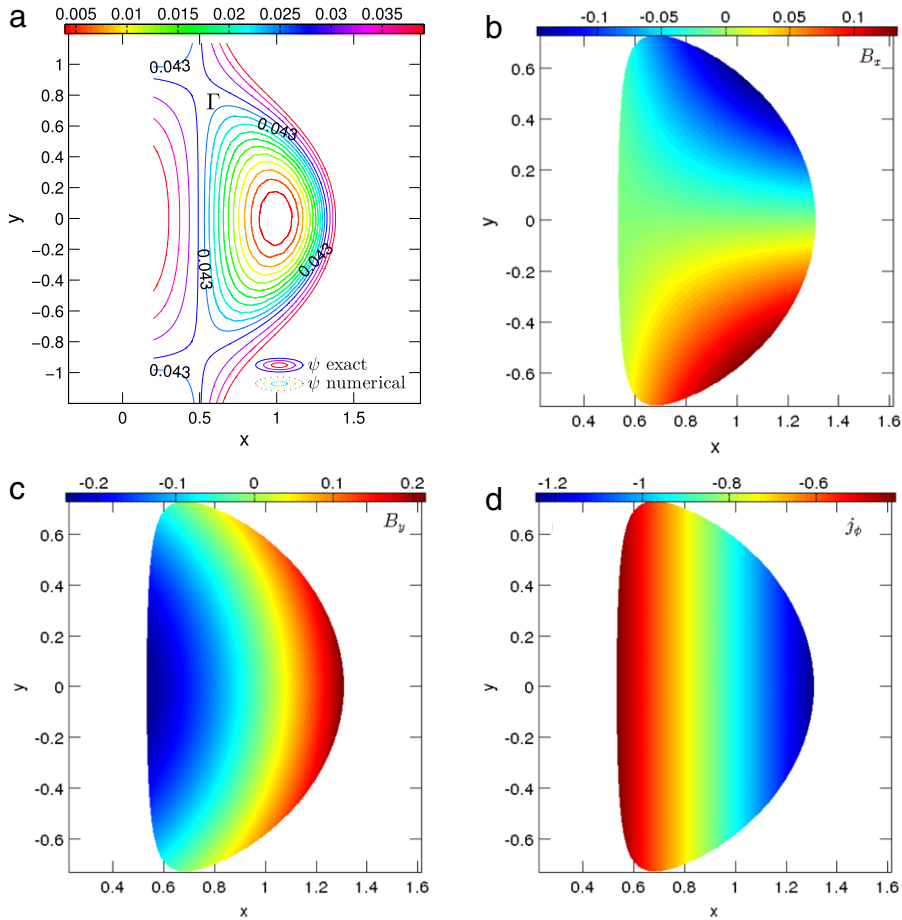 a
0.005 0.010 0.015 0.020 0.025 0.030 0.035
1
0.8
0.6
0.4
0.2
0
−0.2
−0.4
−0.6
−0.8
−1
y
0.043
Γ
0.043
0.043
0.043
0.043
ψ exact
ψ numerical
0 0.5 1 1.5
x
b
-0.1 -0.05 0 0.05 0.1
Bx
0.6
0.4
0.2
0
-0.2
-0.4
-0.6
y
0.4 0.6 0.8 1 1.2 1.4 1.6
x
c
-0.2 -0.1 0 0.1 0.2
By
0.6
0.4
0.2
0
-0.2
-0.4
-0.6
y
0.4 0.6 0.8 1 1.2 1.4 1.6
x
d
-1.2 -1 -0.8 -0.6
jϕ
0.6
0.4
0.2
0
-0.2
-0.4
-0.6
y
0.4 0.6 0.8 1 1.2 1.4 1.6
x